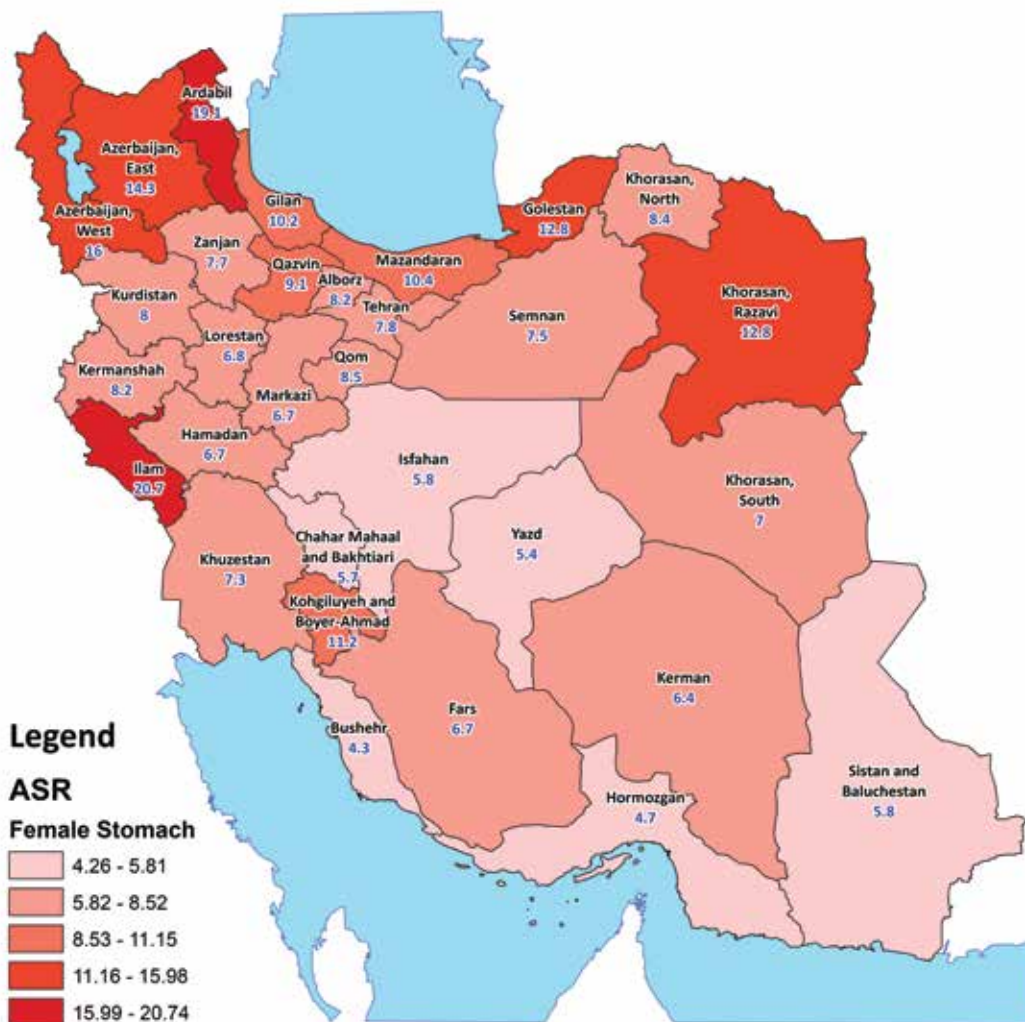 Ardabil
19.1
Azerbaijan,
East
14.3
Azerbaijan,
West
16
Gilan
10.2
Golestan
12.8
Khorasan,
North
8.4
Zanjan
7.7
Qazvin
9.1
Mazandaran
10.4
Alborz
8.2
Tehran
7.8
Khorasan,
Razavi
12.8
Kurdistan
8
Semnan
7.5
Lorestan
6.8
Qom
8.5
Kermanshah
8.2
Markazi
6.7
Hamadan
6.7
Isfahan
5.8
Ilam
20.7
Khorasan,
South
7
Yazd
5.4
Chahar Mahaal
and Bakhtiari
5.7
Khuzestan
7.3
Kohgiluyeh and
Boyer-Ahmad
11.2
Kerman
6.4
Fars
6.7
Bushehr
4.3
Sistan and
Baluchestan
5.8
Hormozgan
4.7
Legend
ASR
Female Stomach
4.26 - 5.81
5.82 - 8.52
8.53 - 11.15
11.16 - 15.98
15.99 - 20.74